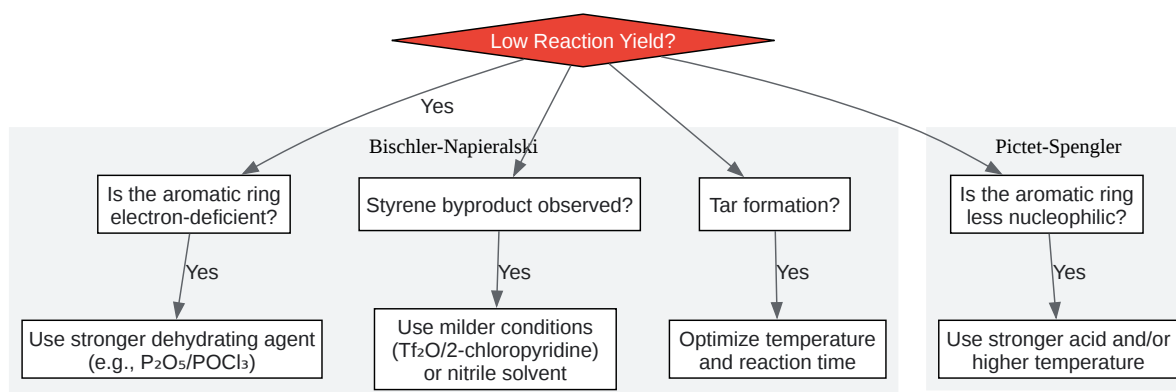 Low Reaction Yield?
Yes
Bischler-Napieralski
Pictet-Spengler
Is the aromatic ring
electron-deficient?
Styrene byproduct observed?
Tar formation?
Is the aromatic ring
less nucleophilic?
Yes
Yes
Yes
Yes
Use stronger dehydrating agent
(e.g., P₂O₅/POCl₃)
Use milder conditions
(Tf₂O/2-chloropyridine)
or nitrile solvent
Optimize temperature
and reaction time
Use stronger acid and/or
higher temperature